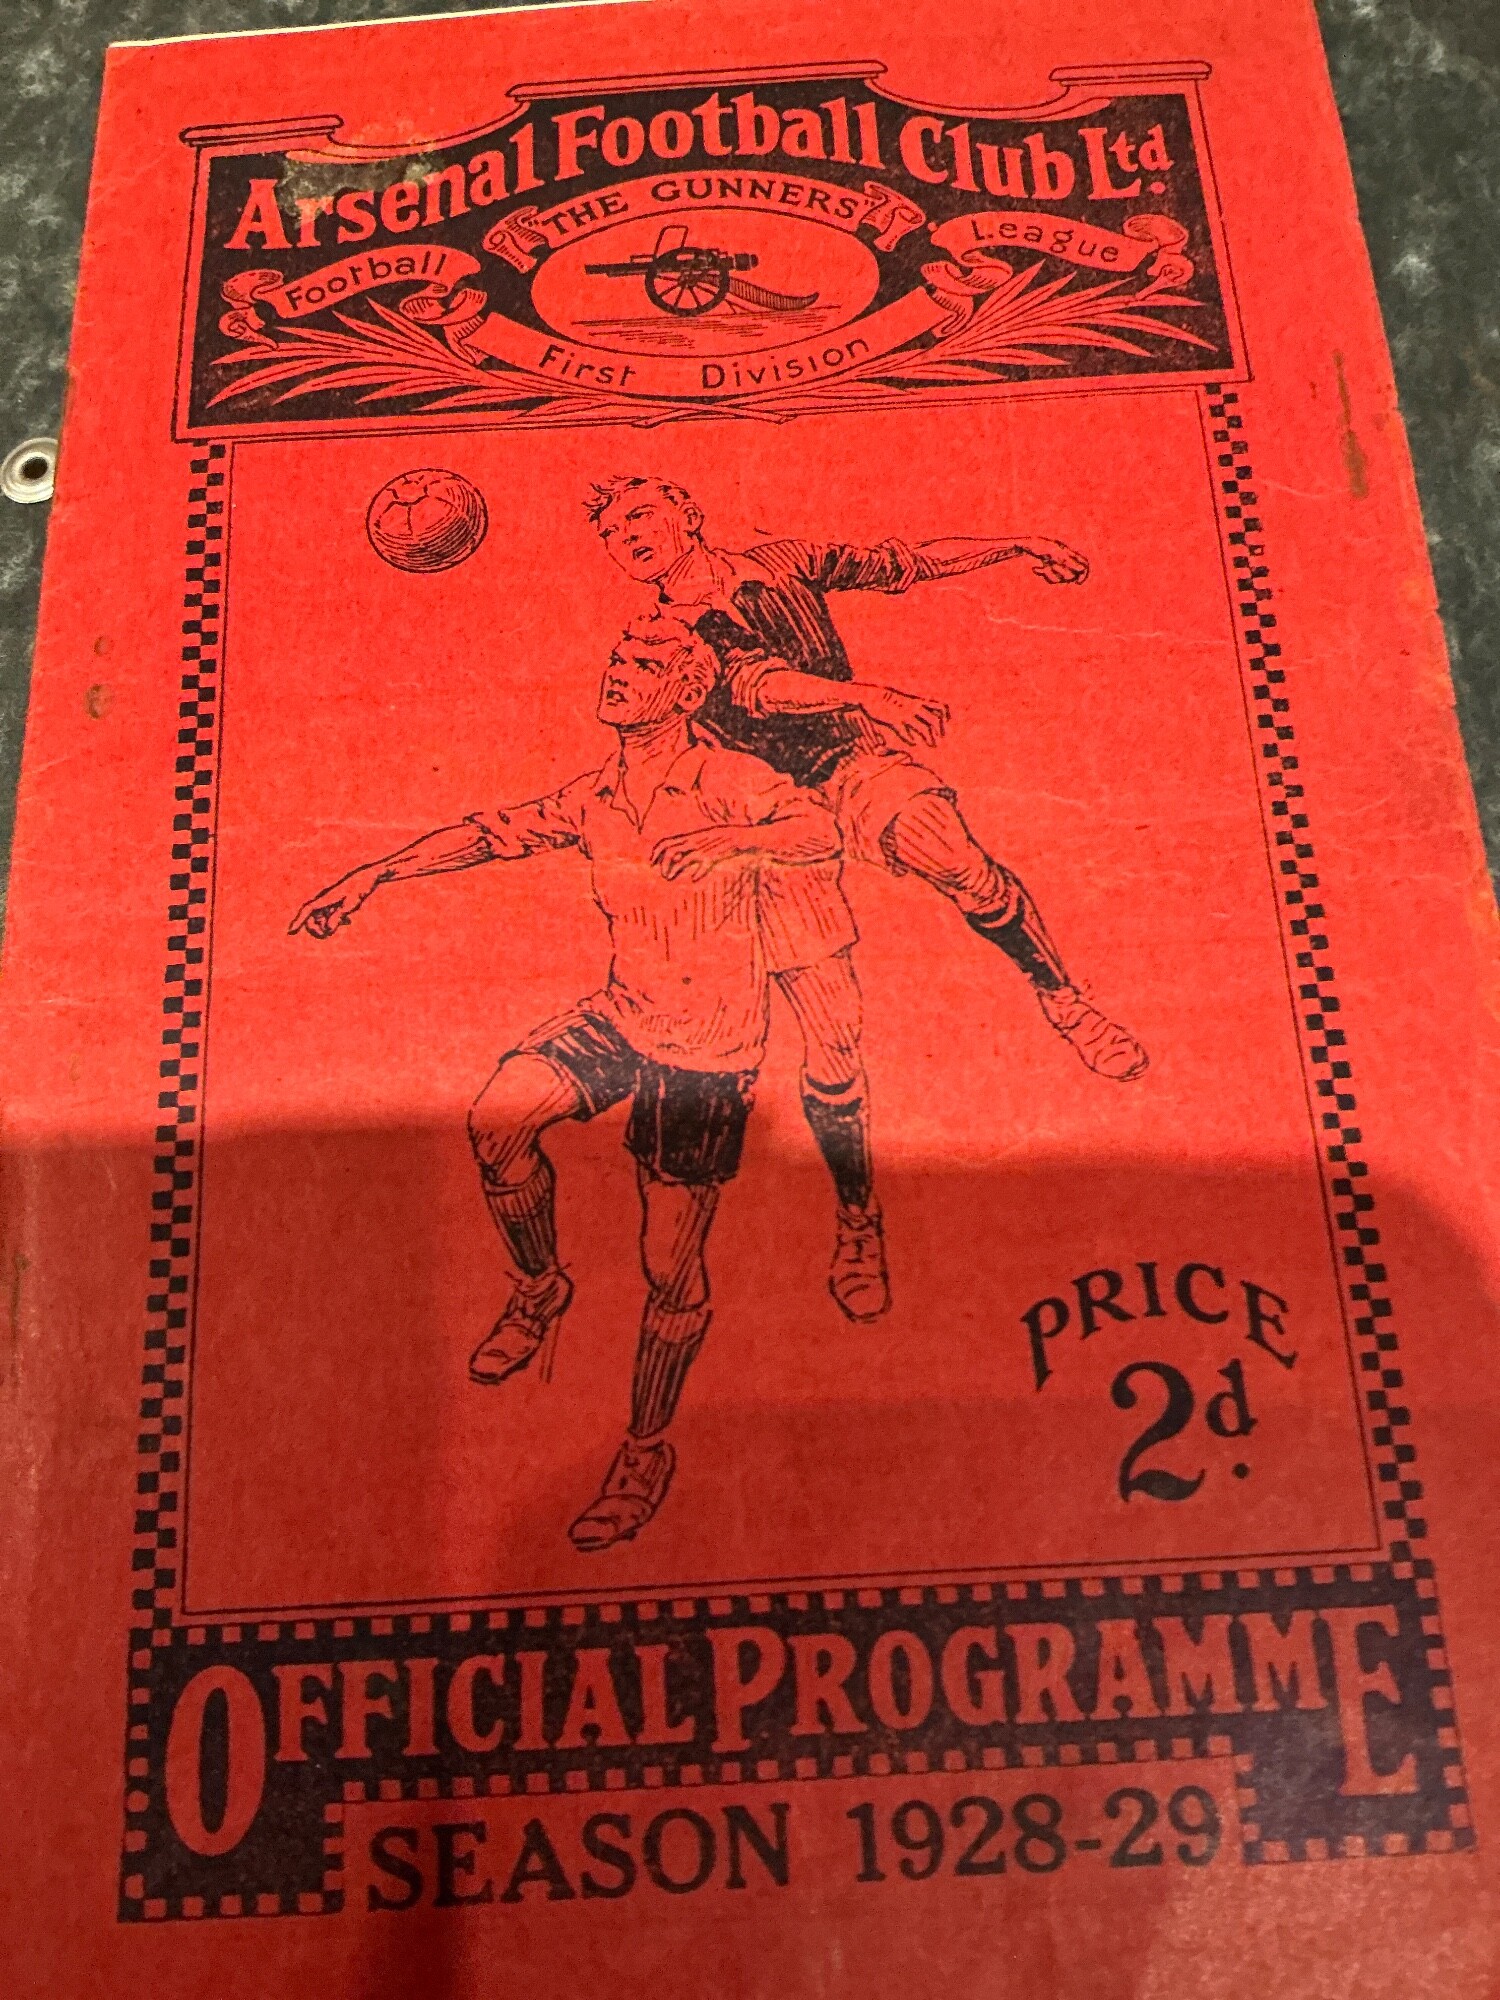 Arsenal Football Club Ltd.
"THE GUNNERS"
Football League
First Division
PRICE
2d.
OFFICIAL PROGRAMME
SEASON 1928-29